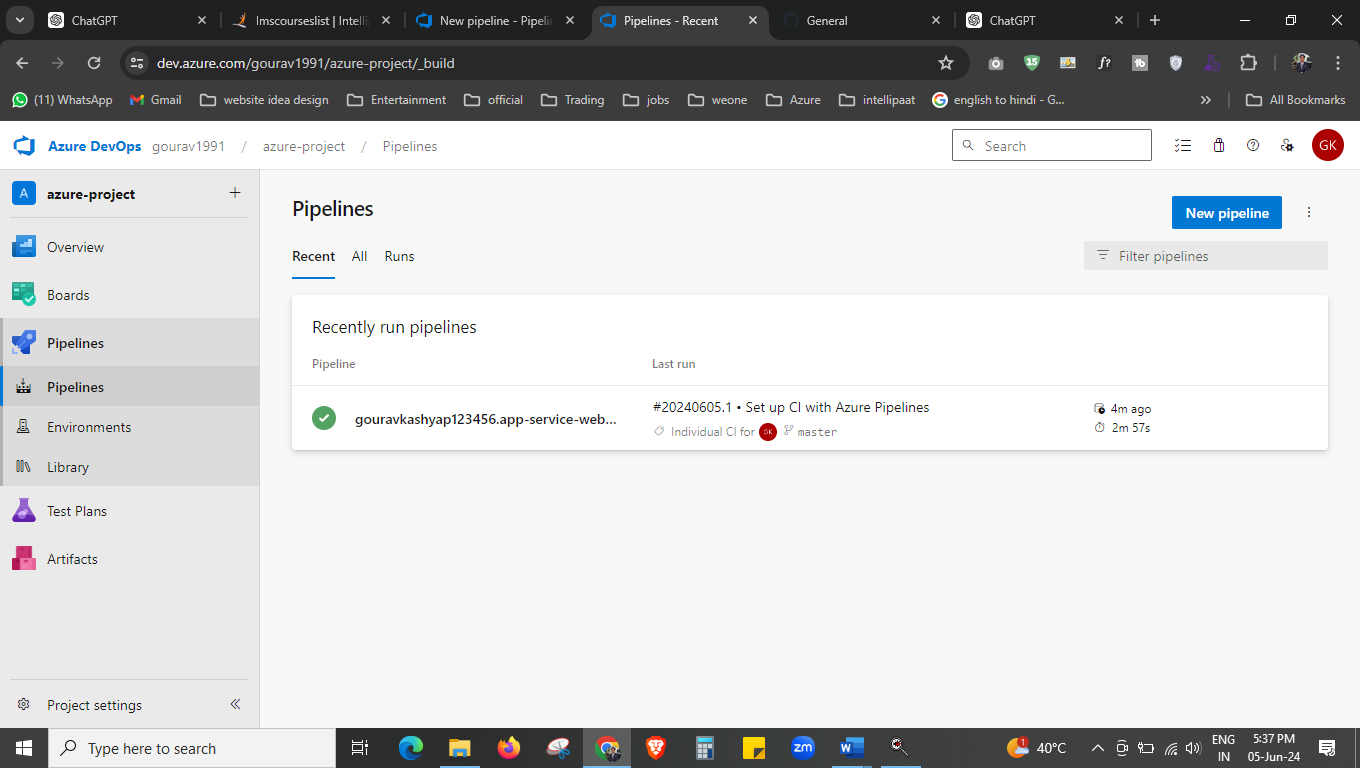 ChatGPT
lmscourseslist | Intelli
New pipeline - Pipelin
Pipelines - Recent
General
ChatGPT
dev.azure.com/gourav1991/azure-project/_build
15
f?
(11) WhatsApp
Gmail
website idea design
Entertainment
official
Trading
jobs
weone
Azure
intellipaat
english to hindi - G...
All Bookmarks
Azure DevOps gourav1991 / azure-project / Pipelines
Search
GK
A azure-project
Overview
Boards
Pipelines
Pipelines
Environments
Library
Test Plans
Artifacts
Project settings
Pipelines
New pipeline
Recent All Runs
Filter pipelines
Recently run pipelines
Pipeline Last run
gouravkashyap123456.app-service-web...
#20240605.1 • Set up CI with Azure Pipelines
Individual CI for GK master
4m ago
2m 57s
Type here to search
zm
1
40°C
ENG
IN
5:37 PM
05-Jun-24